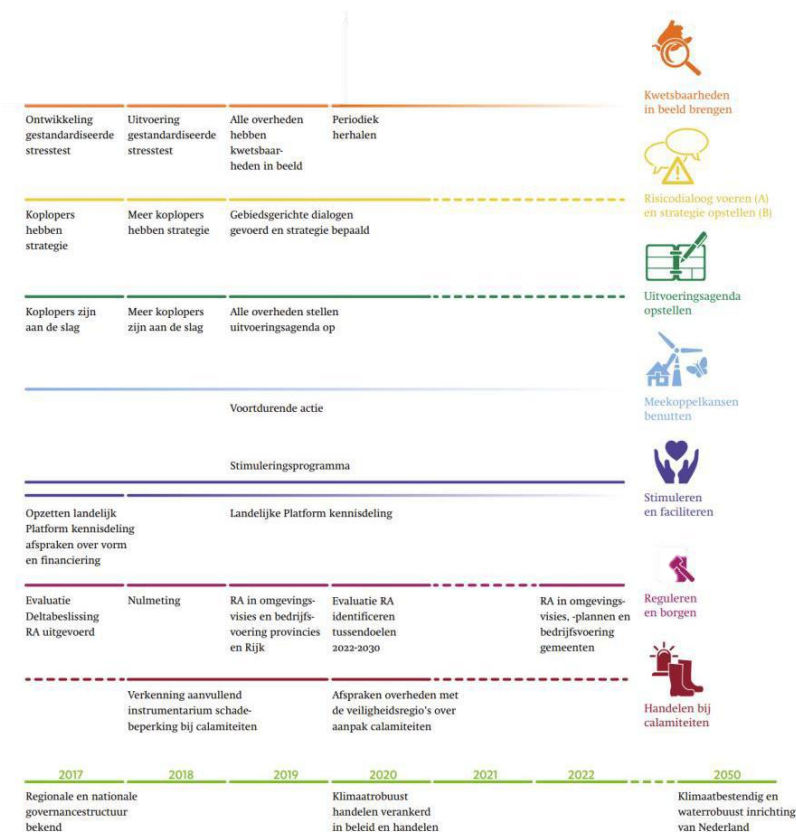 Kwetsbaarheden
in beeld brengen
Ontwikkeling
gestandaardiseerde
stresstest
Uitvoering
gestandaardiseerde
stresstest
Alle overheden
hebben
kwetsbaar-
heden in beeld
Periodiek
herhalen
Risicodialoog voeren (A)
en strategie opstellen (B)
Koplopers
hebben
strategie
Meer koplopers
hebben strategie
Gebiedsgerichte dialogen
gevoerd en strategie bepaald
Uitvoeringsagenda
opstellen
Koplopers zijn
aan de slag
Meer koplopers
zijn aan de slag
Alle overheden stellen
uitvoeringsagenda op
Meekoppelkansen
benutten
Voortdurende actie
Stimuleringsprogramma
Stimuleren
en faciliteren
Opzetten landelijk
Platform kennisdeling
afspraken over vorm
en financiering
Landelijke Platform kennisdeling
Reguleren
en borgen
Evaluatie
Deltabeslissing
RA uitgevoerd
Nulmeting
RA in omgevings-
visies en bedrijfs-
voering provincies
en Rijk
Evaluatie RA
identificeren
tussendoelen
2022-2030
RA in omgevings-
visies, -plannen en
bedrijfsvoering
gemeenten
Handelen bij
calamiteiten
Verkenning aanvullend
instrumentarium schade-
beperking bij calamiteiten
Afspraken overheden met
de veiligheidsregio's over
aanpak calamiteiten
2017
2018
2019
2020
2021
2022
2050
Regionale en nationale
governancestructuur
bekend
Klimaatrobuust
handelen verankerd
in beleid en handelen
Klimaatbestendig en
waterrobuust inrichting
van Nederland